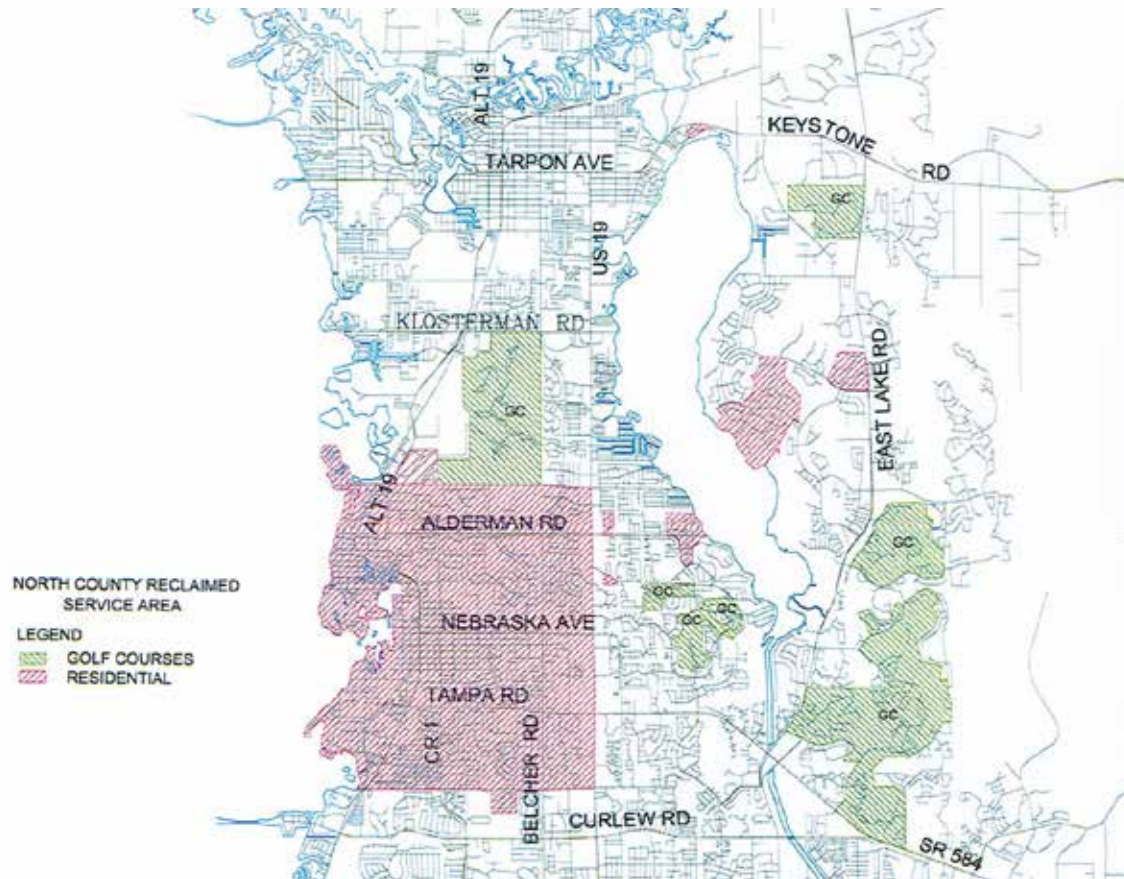 ALT 19
TARPON AVE
KEYSTONE
RD
GC
US 19
KLOSTERMAN RD
EAST LAKE RD
GC
ALT 19
ALDERMAN RD
GC
NORTH COUNTY RECLAIMED
SERVICE AREA
LEGEND
GOLF COURSES
RESIDENTIAL
GC
GC
GC
NEBRASKA AVE
TAMPA RD
GC
CR 1
BELCHER RD
CURLEW RD
SR 584